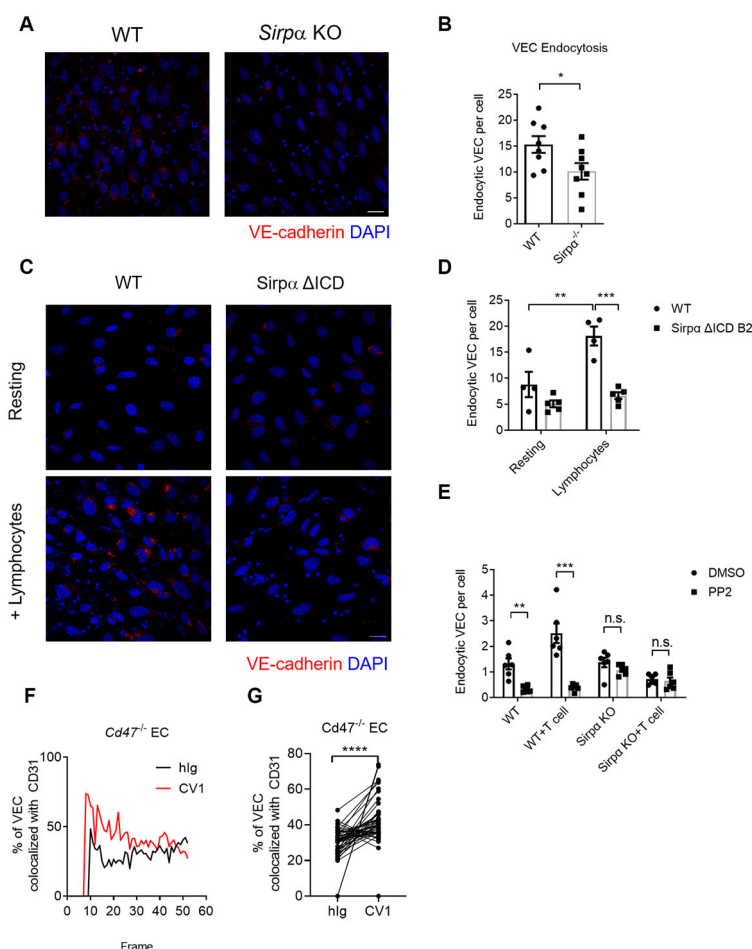 A
WT
Sirpα KO
VE-cadherin DAPI
B
VEC Endocytosis
*
Endocytic VEC per cell
25
20
15
10
5
0
WT
Sirpα-/-
C
WT
Sirpα ΔICD
Resting
+ Lymphocytes
VE-cadherin DAPI
D
** ***
WT
Sirpα ΔICD B2
Endocytic VEC per cell
25
20
15
10
5
0
Resting
Lymphocytes
E
DMSO
PP2
Endocytic VEC per cell
5
4
3
2
1
0
** *** n.s. n.s.
WT
WT+T cell
Sirpα KO
Sirpα KO+T cell
F
Cd47-/- EC
hIg
CV1
% of VEC
colocalized with CD31
100
50
0
0 10 20 30 40 50 60
Frame
G
Cd47-/- EC
****
% of VEC
colocalized with CD31
80
60
40
20
0
hIg CV1